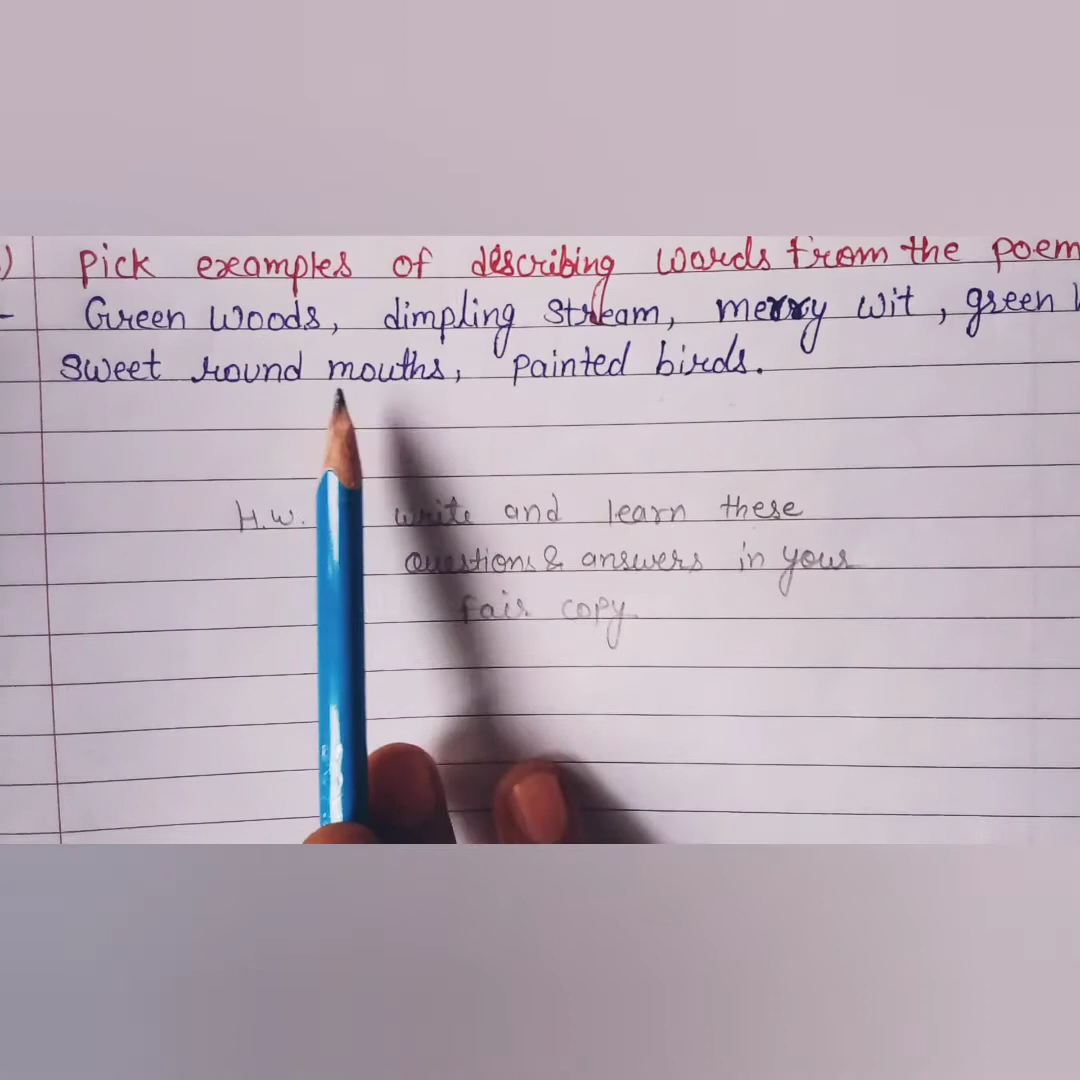 ) Pick examples of describing words from the poem
- Green woods, dimpling stream, merry wit, green
sweet round mouths, painted birds.
H.W. write and learn these
questions & answers in your
fair copy.